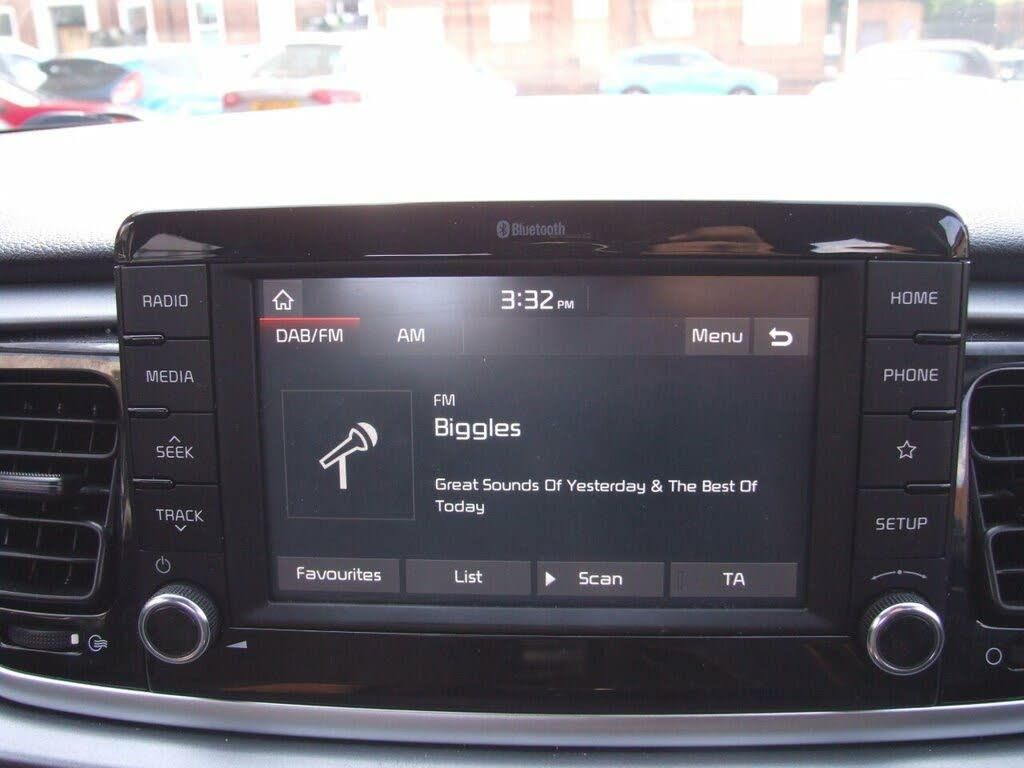 Bluetooth
RADIO
MEDIA
SEEK
TRACK
3:32 PM
DAB/FM AM Menu
FM
Biggles
Great Sounds Of Yesterday & The Best Of
Today
Favourites List Scan TA
HOME
PHONE
SETUP